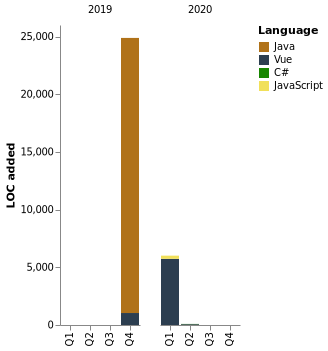 2019 2020
Language
Java
Vue
C#
JavaScript
LOC added
25,000
20,000
15,000
10,000
5,000
0
Q1 Q2 Q3 Q4 Q1 Q2 Q3 Q4